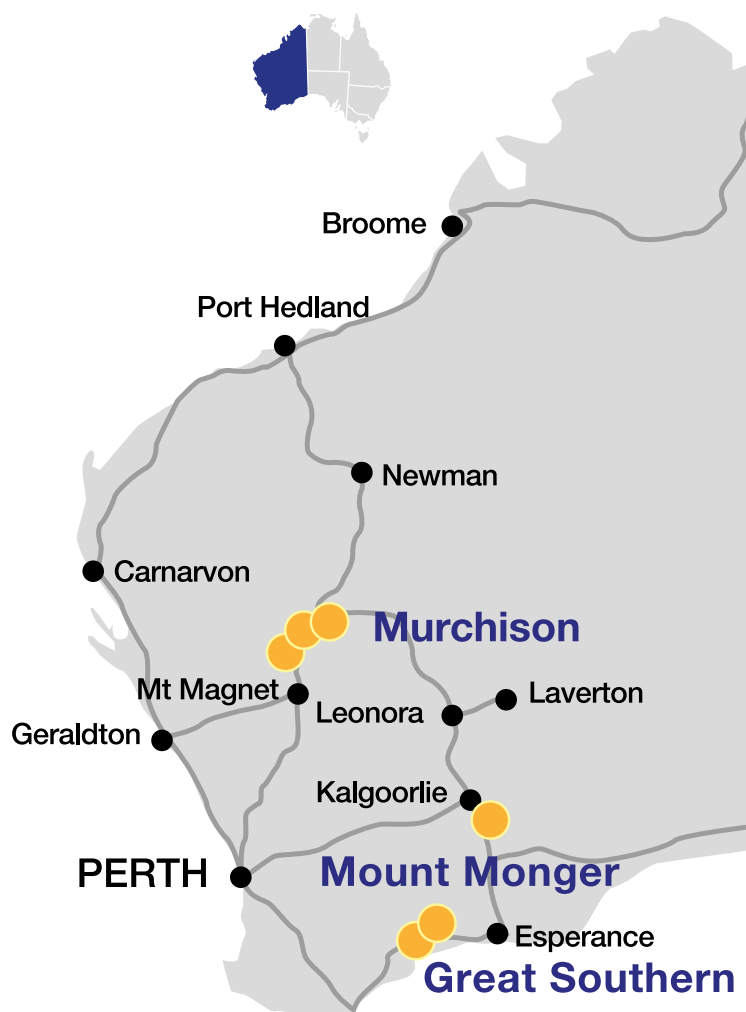 Broome
Port Hedland
Newman
Carnarvon
Murchison
Mt Magnet
Laverton
Leonora
Geraldton
Kalgoorlie
PERTH
Mount Monger
Esperance
Great Southern